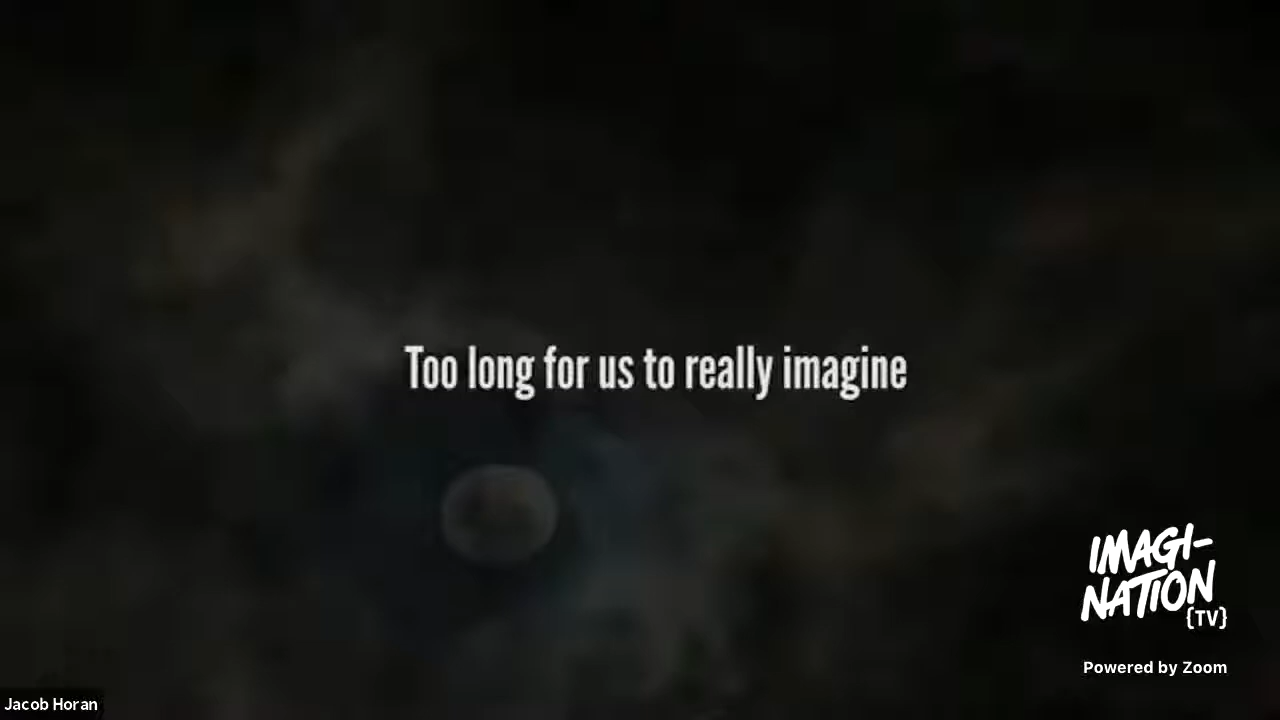 Too long for us to really imagine
IMAGI-
NATION
{TV}
Powered by Zoom
Jacob Horan